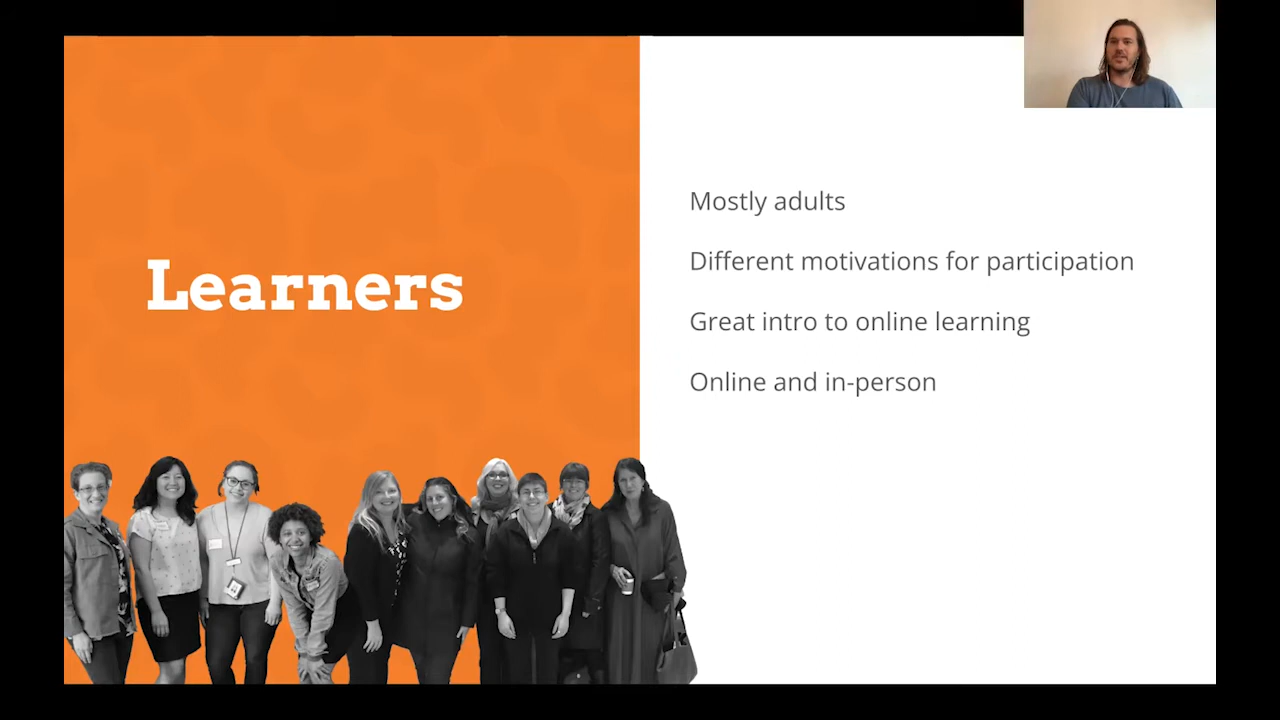 Learners
Mostly adults
Different motivations for participation
Great intro to online learning
Online and in-person